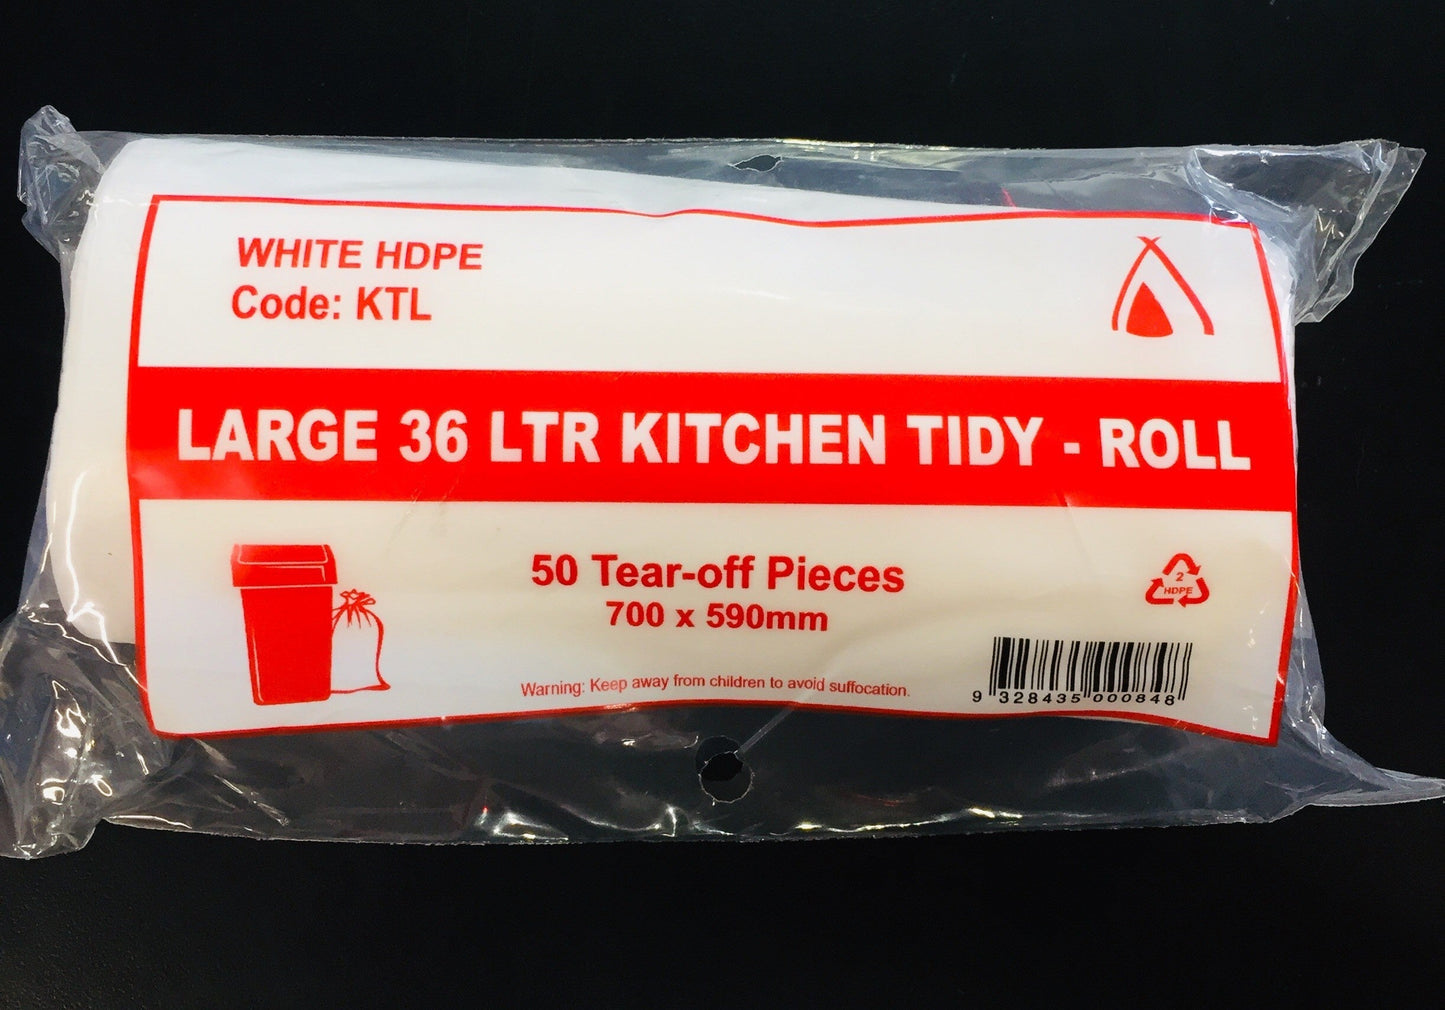 WHITE HDPE
Code: KTL
LARGE 36 LTR KITCHEN TIDY - ROLL
50 Tear-off Pieces
700 x 590mm
2
HDPE
Warning: Keep away from children to avoid suffocation.
9 328435 000848